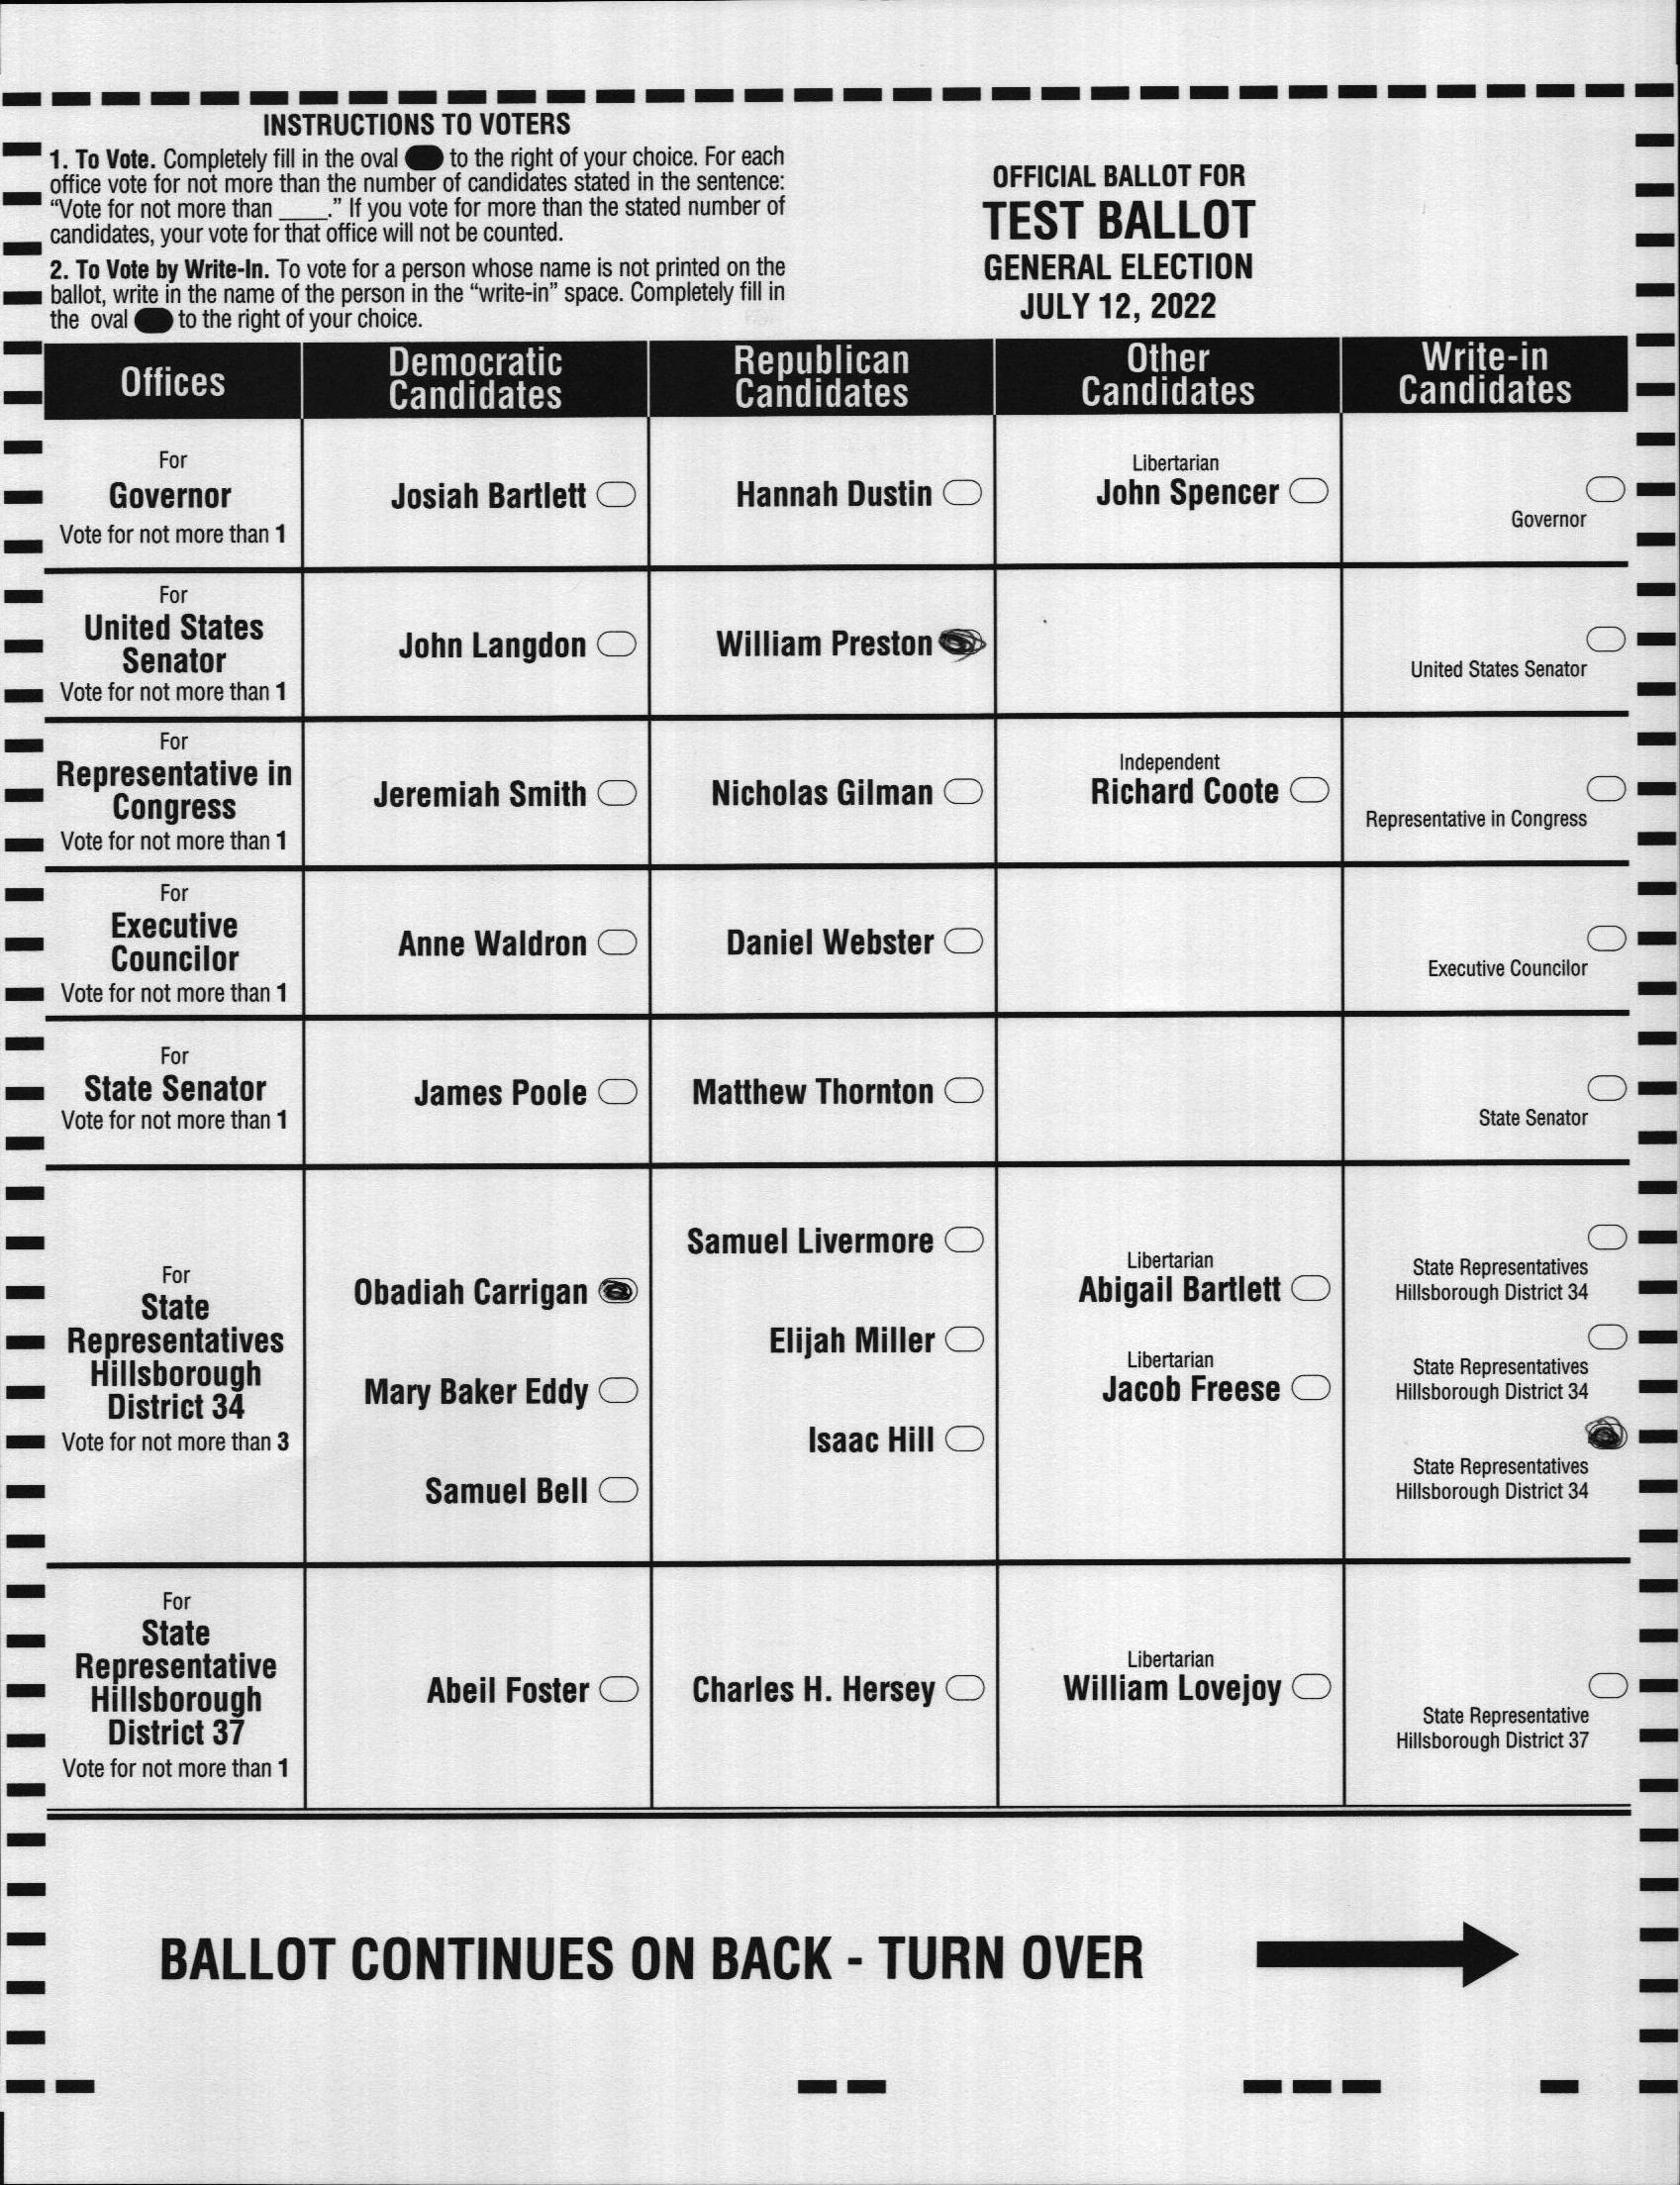 INSTRUCTIONS TO VOTERS
1. To Vote. Completely fill in the oval to the right of your choice. For each
office vote for not more than the number of candidates stated in the sentence:
“Vote for not more than ____.” If you vote for more than the stated number of
candidates, your vote for that office will not be counted.
2. To Vote by Write-In. To vote for a person whose name is not printed on the
ballot, write in the name of the person in the “write-in” space. Completely fill in
the oval to the right of your choice.
OFFICIAL BALLOT FOR
TEST BALLOT
GENERAL ELECTION
JULY 12, 2022
Offices
Democratic
Candidates
Republican
Candidates
Other
Candidates
Write-in
Candidates
For
Governor
Vote for not more than 1
Josiah Bartlett
Hannah Dustin
Libertarian
John Spencer
Governor
For
United States
Senator
Vote for not more than 1
John Langdon
William Preston
United States Senator
For
Representative in
Congress
Vote for not more than 1
Jeremiah Smith
Nicholas Gilman
Independent
Richard Coote
Representative in Congress
For
Executive
Councilor
Vote for not more than 1
Anne Waldron
Daniel Webster
Executive Councilor
For
State Senator
Vote for not more than 1
James Poole
Matthew Thornton
State Senator
For
State
Representatives
Hillsborough
District 34
Vote for not more than 3
Obadiah Carrigan
Mary Baker Eddy
Samuel Bell
Samuel Livermore
Elijah Miller
Isaac Hill
Libertarian
Abigail Bartlett
Libertarian
Jacob Freese
State Representatives
Hillsborough District 34
State Representatives
Hillsborough District 34
State Representatives
Hillsborough District 34
For
State
Representative
Hillsborough
District 37
Vote for not more than 1
Abeil Foster
Charles H. Hersey
Libertarian
William Lovejoy
State Representative
Hillsborough District 37
BALLOT CONTINUES ON BACK - TURN OVER